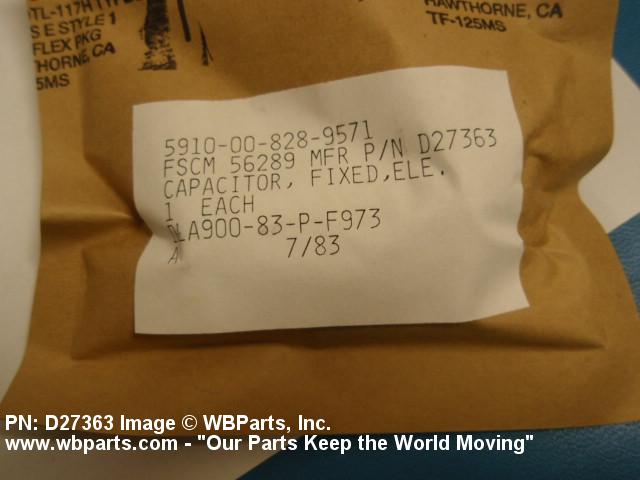 TL-117H TYPE
S E STYLE 1
FLEX PKG
THORNE, CA
5MS
HAWTHORNE, CA
TF-125MS
5910-00-828-9571
FSCM 56289 MFR P/N D27363
CAPACITOR, FIXED,ELE.
1 EACH
DLA900-83-P-F973
A 7/83
PN: D27363 Image © WBParts, Inc.
www.wbparts.com - "Our Parts Keep the World Moving"